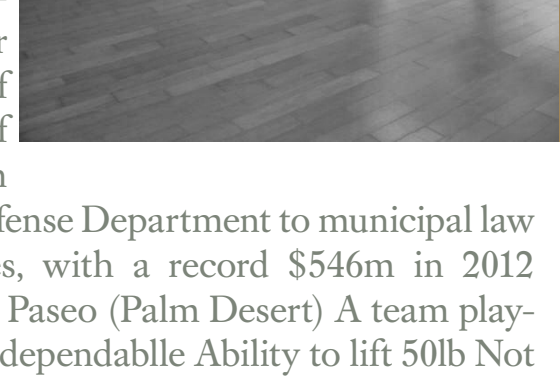 r
f
f
n
fense Department to municipal law
es, with a record $546m in 2012
Paseo (Palm Desert) A team play-
dependablle Ability to lift 50lb Not